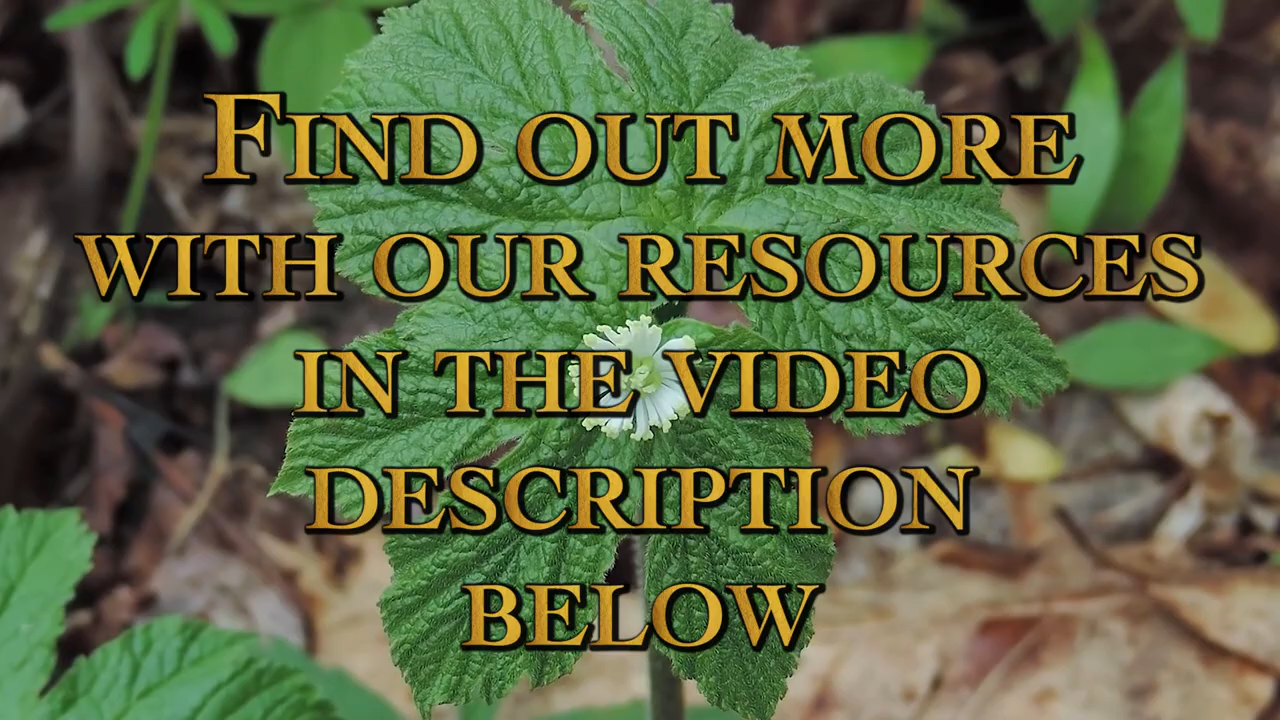 Find out more
with our resources
in the video
description
below